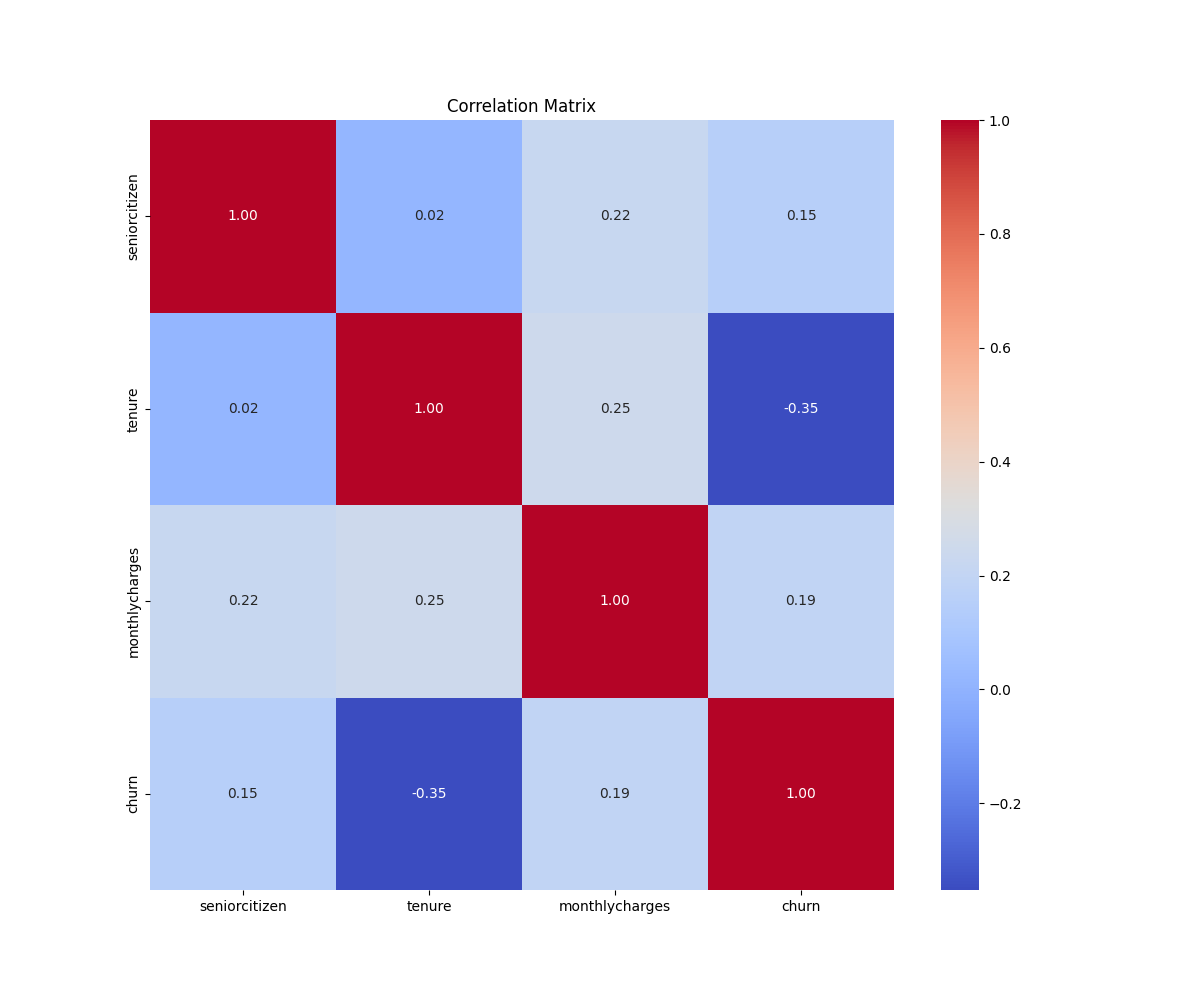 Correlation Matrix
seniorcitizen
1.00
0.02
0.22
0.15
tenure
0.02
1.00
0.25
-0.35
monthlycharges
0.22
0.25
1.00
0.19
churn
0.15
-0.35
0.19
1.00
seniorcitizen
tenure
monthlycharges
churn
1.0
0.8
0.6
0.4
0.2
0.0
−0.2